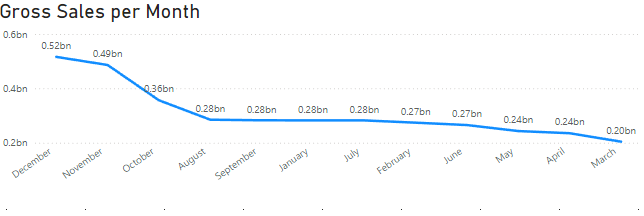 Gross Sales per Month
0.6bn
0.4bn
0.2bn
0.52bn
0.49bn
0.36bn
0.28bn
0.28bn
0.28bn
0.28bn
0.27bn
0.27bn
0.24bn
0.24bn
0.20bn
December
November
October
August
September
January
July
February
June
May
April
March